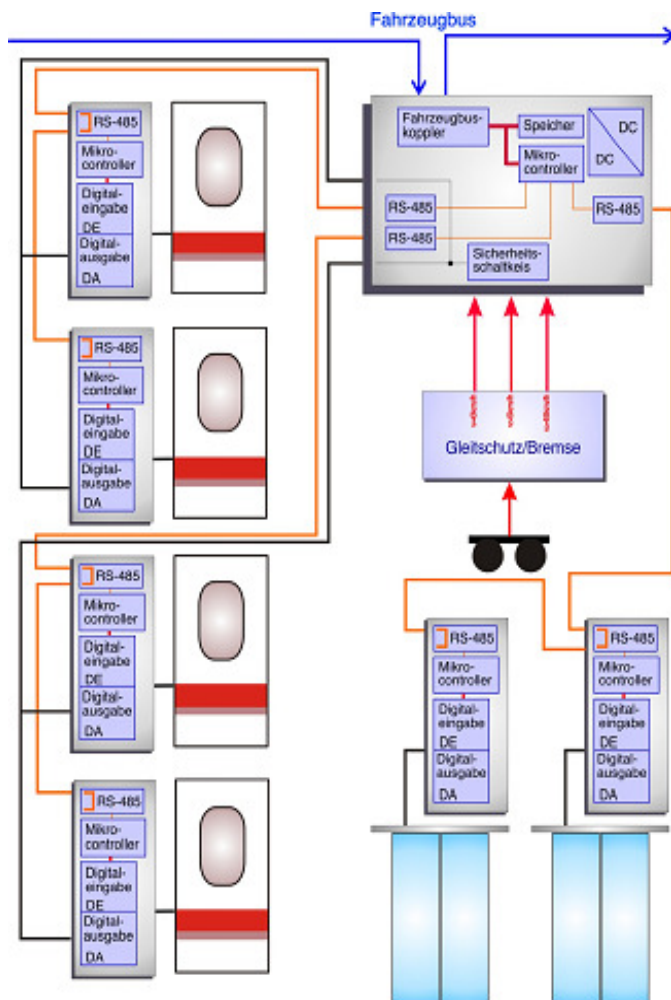 Fahrzeugbus
Fahrzeugbus-
koppler
Speicher
Mikro-
controller
DC
DC
RS-485
RS-485
RS-485
Sicherheits-
schaltkeis
Gleitschutz/Bremse
RS-485
Mikro-
controller
Digital-
eingabe
DE
Digital-
ausgabe
DA
RS-485
Mikro-
controller
Digital-
eingabe
DE
Digital-
ausgabe
DA
RS-485
Mikro-
controller
Digital-
eingabe
DE
Digital-
ausgabe
DA
RS-485
Mikro-
controller
Digital-
eingabe
DE
Digital-
ausgabe
DA
RS-485
Mikro-
controller
Digital-
eingabe
DE
Digital-
ausgabe
DA
RS-485
Mikro-
controller
Digital-
eingabe
DE
Digital-
ausgabe
DA